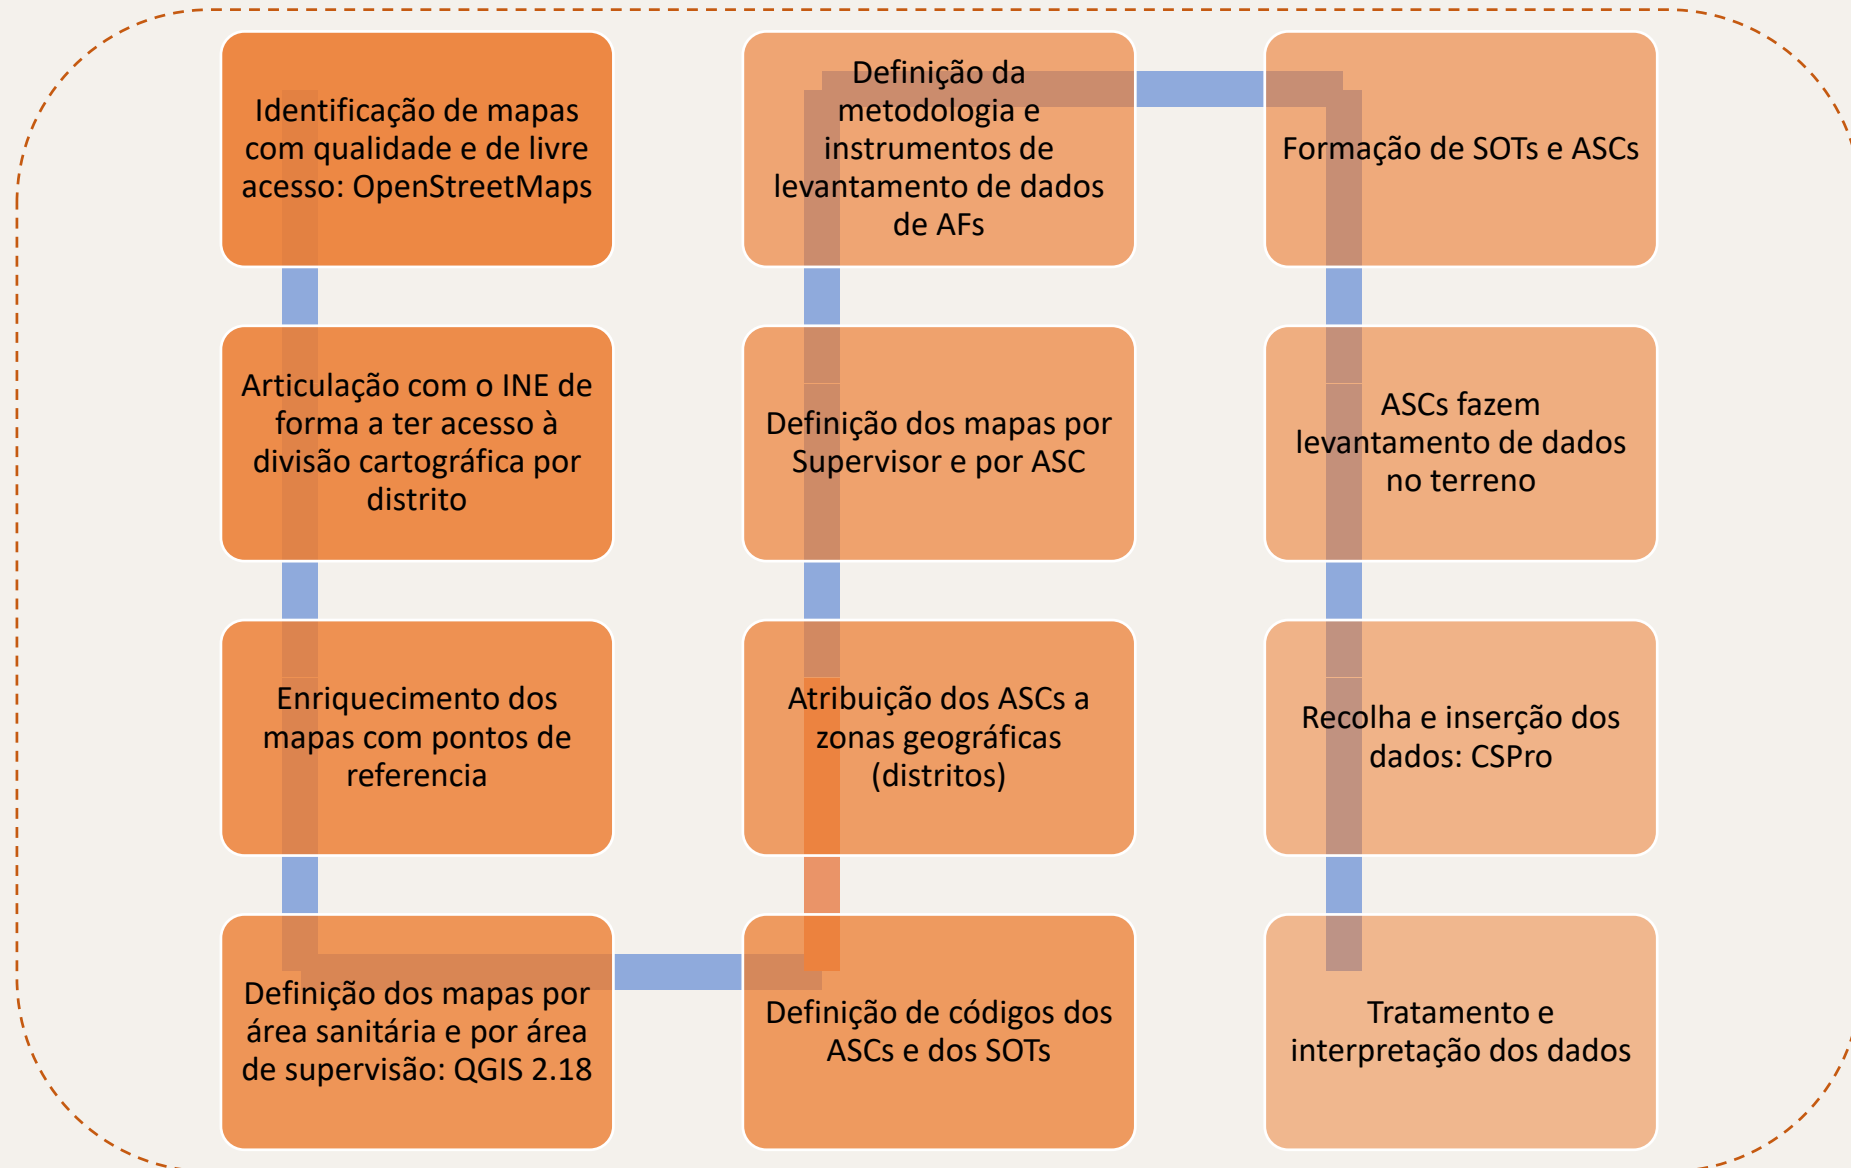 Identificação de mapas
com qualidade e de livre
acesso: OpenStreetMaps
Articulação com o INE de
forma a ter acesso à
divisão cartográfica por
distrito
Enriquecimento dos
mapas com pontos de
referencia
Definição dos mapas por
área sanitária e por área
de supervisão: QGIS 2.18
Definição de códigos dos
ASCs e dos SOTs
Atribuição dos ASCs a
zonas geográficas
(distritos)
Definição dos mapas por
Supervisor e por ASC
Definição da
metodologia e
instrumentos de
levantamento de dados
de AFs
Formação de SOTs e ASCs
ASCs fazem
levantamento de dados
no terreno
Recolha e inserção dos
dados: CSPro
Tratamento e
interpretação dos dados